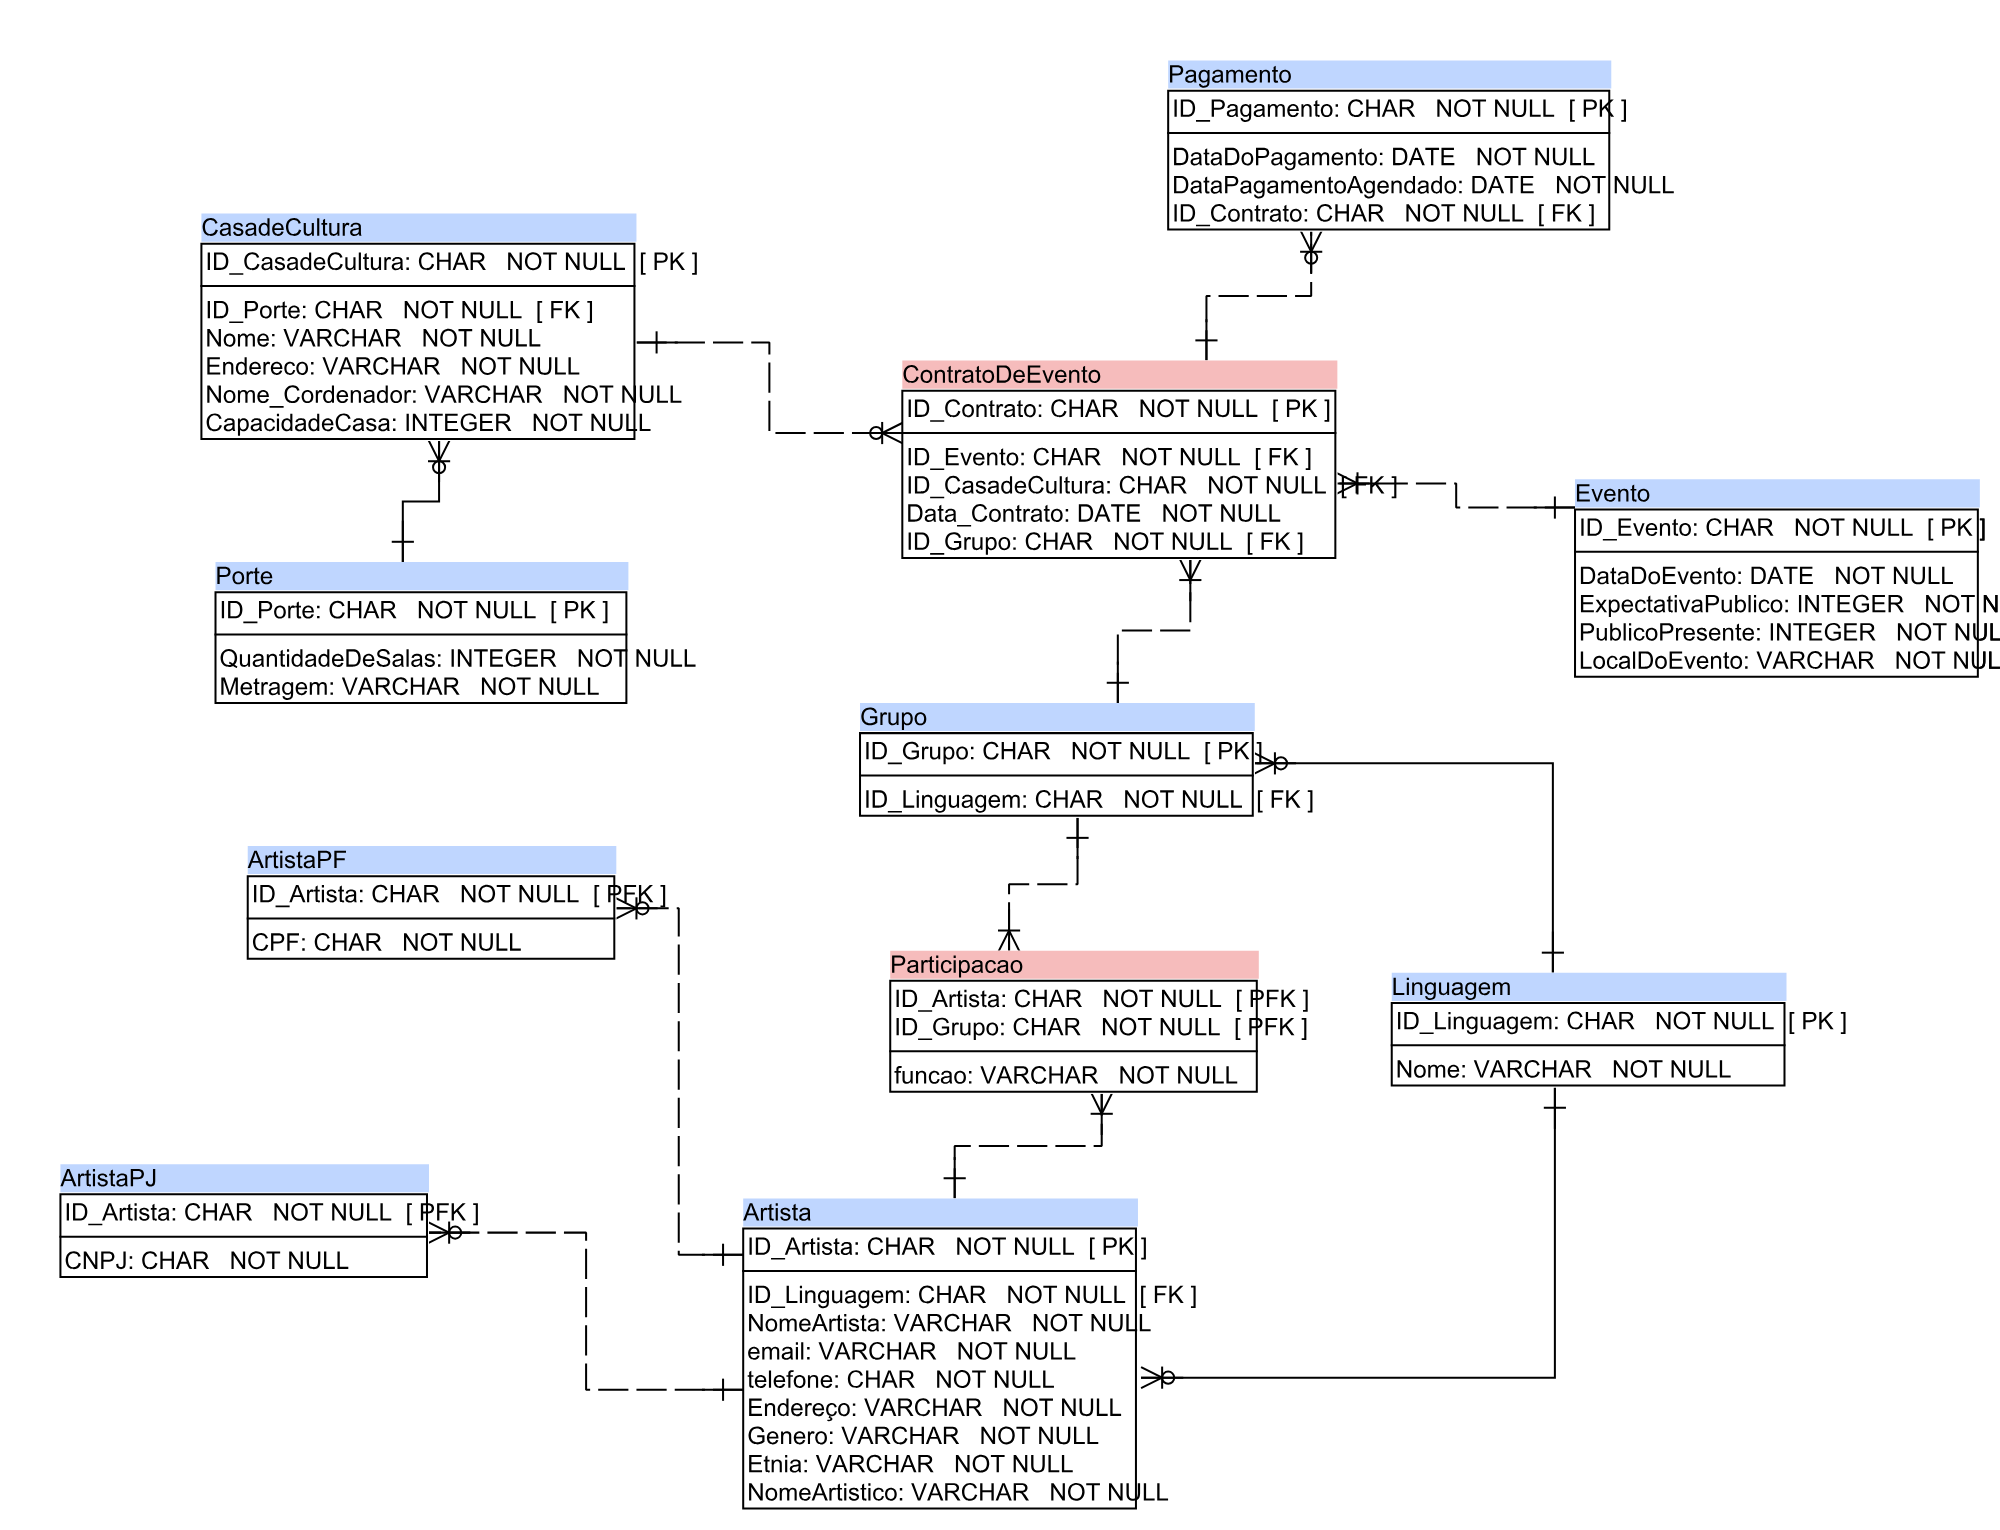 Pagamento
ID_Pagamento: CHAR NOT NULL [ PK ]
DataDoPagamento: DATE NOT NULL
DataPagamentoAgendado: DATE NOT NULL
ID_Contrato: CHAR NOT NULL [ FK ]
CasadeCultura
ID_CasadeCultura: CHAR NOT NULL [ PK ]
ID_Porte: CHAR NOT NULL [ FK ]
Nome: VARCHAR NOT NULL
Endereco: VARCHAR NOT NULL
Nome_Cordenador: VARCHAR NOT NULL
CapacidadeCasa: INTEGER NOT NULL
ContratoDeEvento
ID_Contrato: CHAR NOT NULL [ PK ]
ID_Evento: CHAR NOT NULL [ FK ]
ID_CasadeCultura: CHAR NOT NULL [ FK ]
Data_Contrato: DATE NOT NULL
ID_Grupo: CHAR NOT NULL [ FK ]
Evento
ID_Evento: CHAR NOT NULL [ PK ]
DataDoEvento: DATE NOT NULL
ExpectativaPublico: INTEGER NOT N
PublicoPresente: INTEGER NOT NUL
LocalDoEvento: VARCHAR NOT NUL
Porte
ID_Porte: CHAR NOT NULL [ PK ]
QuantidadeDeSalas: INTEGER NOT NULL
Metragem: VARCHAR NOT NULL
Grupo
ID_Grupo: CHAR NOT NULL [ PK ]
ID_Linguagem: CHAR NOT NULL [ FK ]
ArtistaPF
ID_Artista: CHAR NOT NULL [ PFK ]
CPF: CHAR NOT NULL
Participacao
ID_Artista: CHAR NOT NULL [ PFK ]
ID_Grupo: CHAR NOT NULL [ PFK ]
funcao: VARCHAR NOT NULL
Linguagem
ID_Linguagem: CHAR NOT NULL [ PK ]
Nome: VARCHAR NOT NULL
ArtistaPJ
ID_Artista: CHAR NOT NULL [ PFK ]
CNPJ: CHAR NOT NULL
Artista
ID_Artista: CHAR NOT NULL [ PK ]
ID_Linguagem: CHAR NOT NULL [ FK ]
NomeArtista: VARCHAR NOT NULL
email: VARCHAR NOT NULL
telefone: CHAR NOT NULL
Endereço: VARCHAR NOT NULL
Genero: VARCHAR NOT NULL
Etnia: VARCHAR NOT NULL
NomeArtistico: VARCHAR NOT NULL